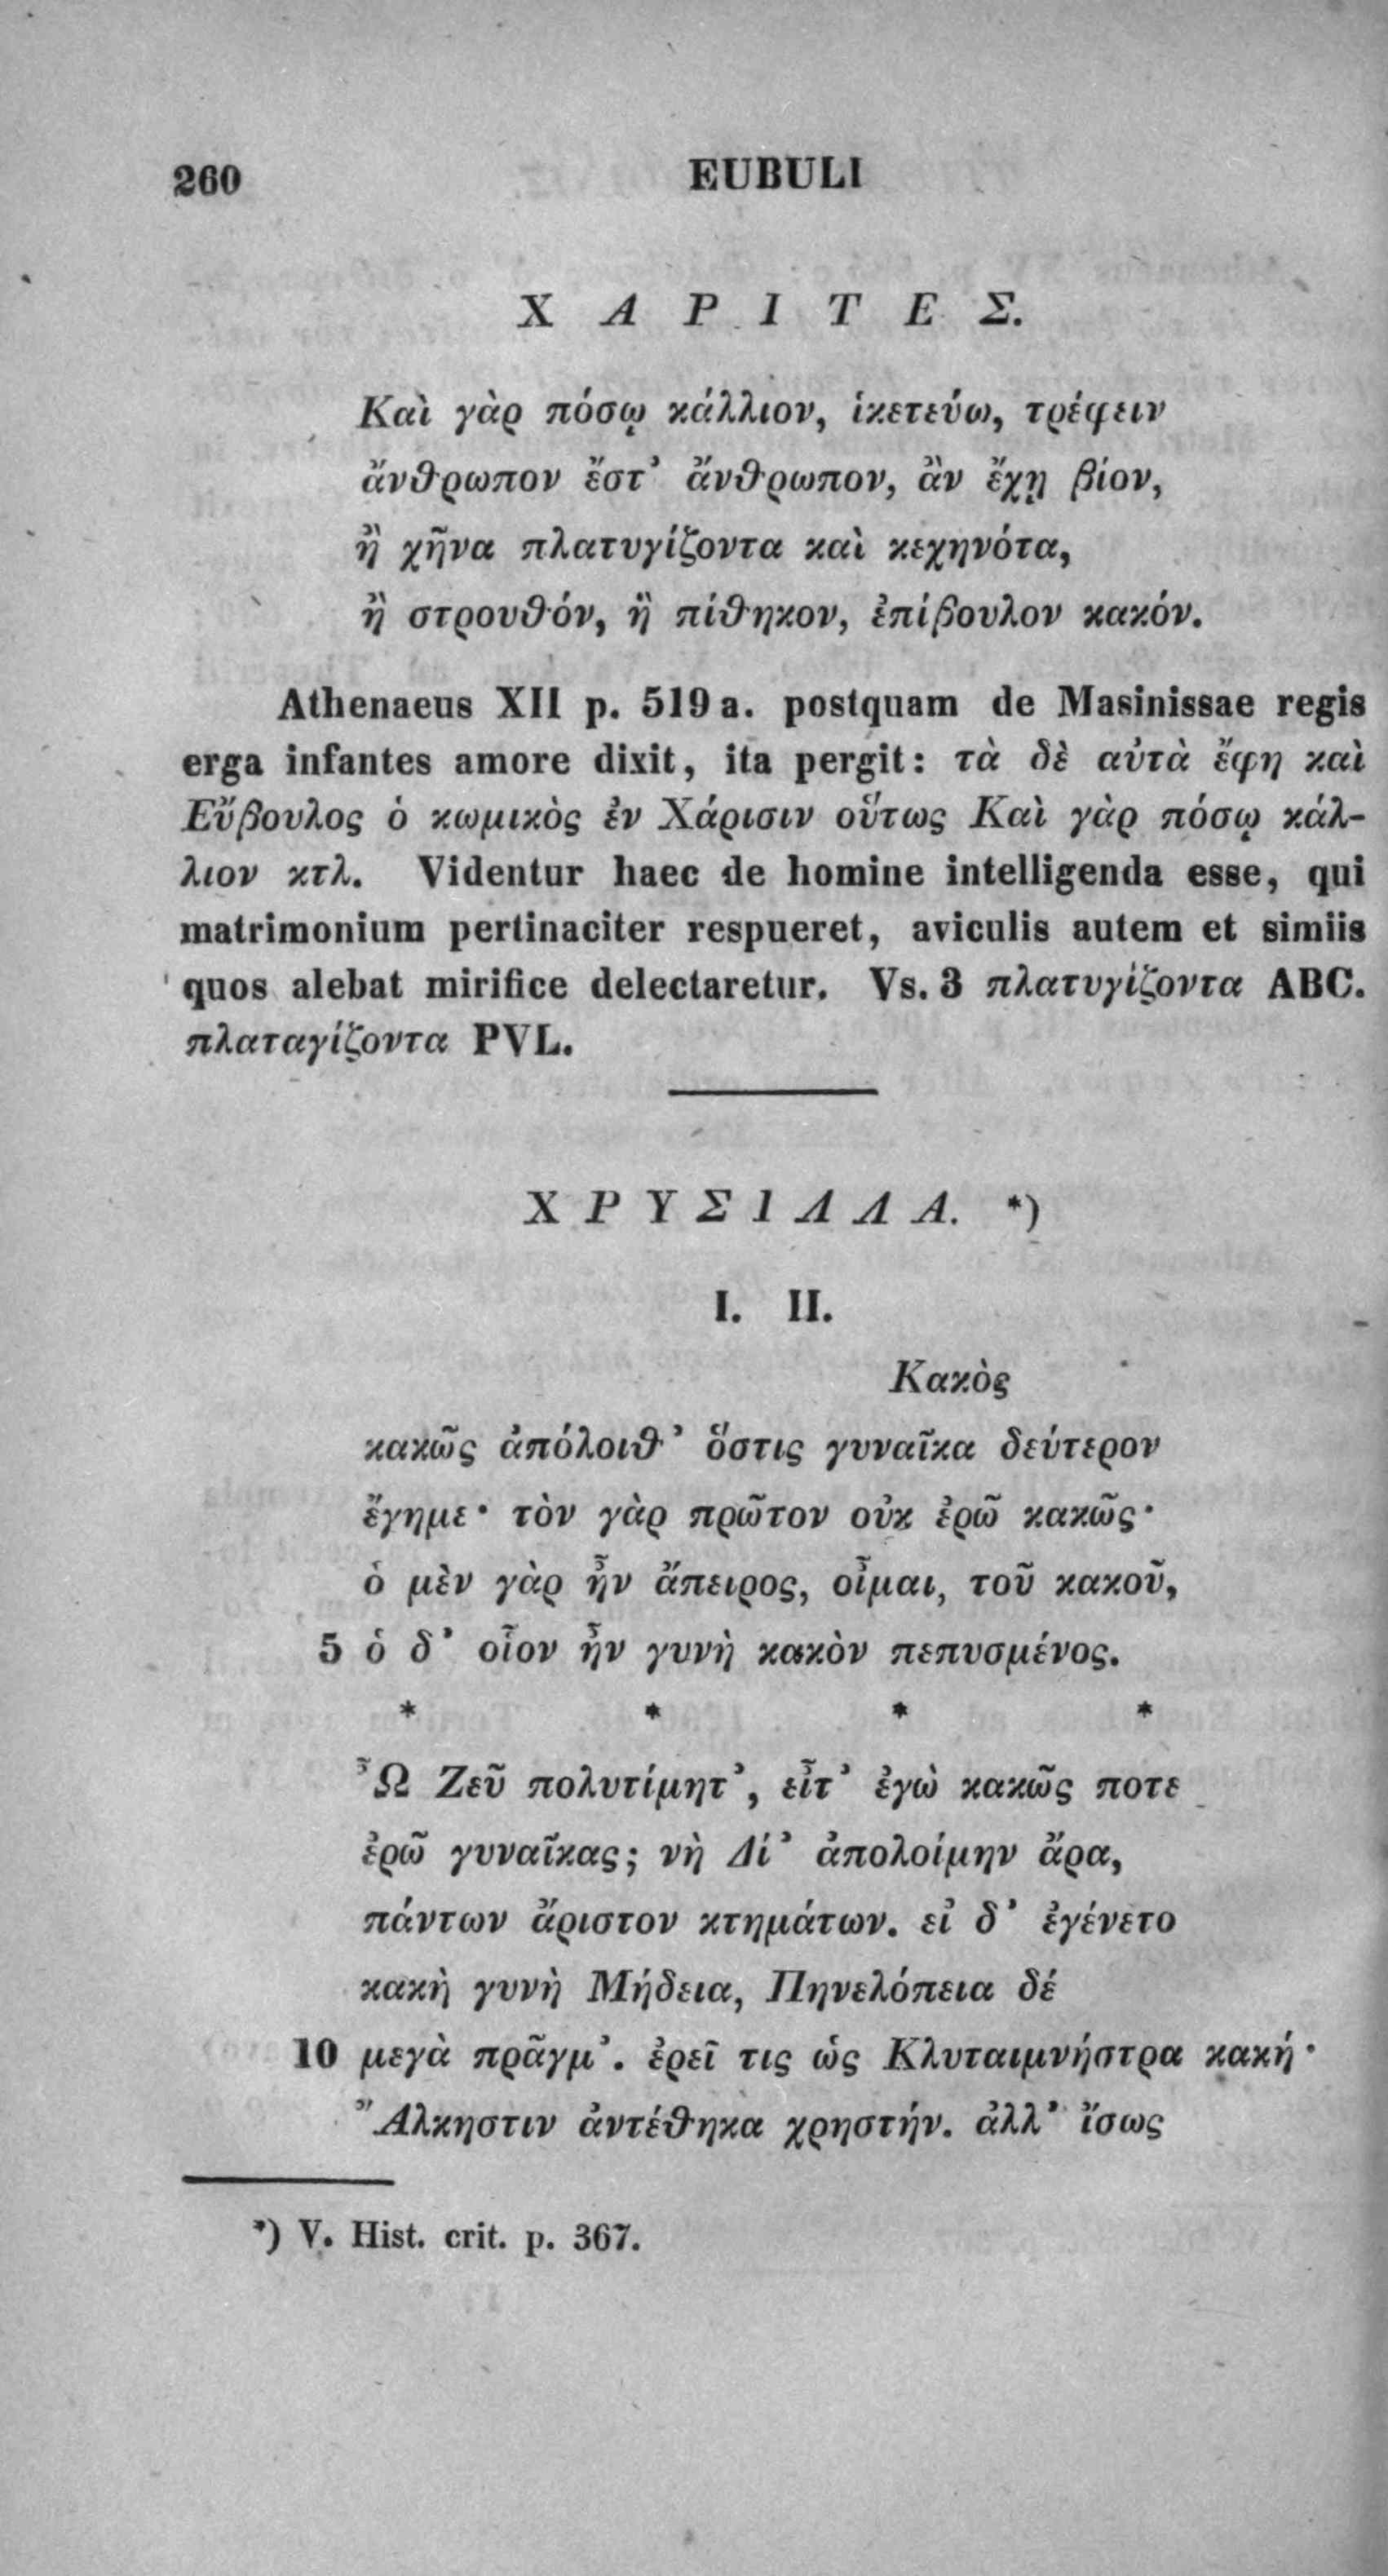 260 EUBULI
ΧΑΡΙΤΕΣ.
Καὶ γὰρ πόσῳ κάλλιον, ἱκετεύω, τρέφειν
ἄνθρωπον ἔστ’ ἄνθρωπον, ἂν ἔχῃ βίον,
ἢ χῆνα πλατυγίζοντα καὶ κεχηνότα,
ἢ στρουθόν, ἢ πίθηκον, ἐπίβουλον κακόν.
Athenaeus XII p. 519 a. postquam de Masinissae regis
erga infantes amore dixit, ita pergit: τὰ δὲ αὐτὰ ἔφη καὶ
Εὔβουλος ὁ κωμικὸς ἐν Χάρισιν οὕτως Καὶ γὰρ πόσῳ κάλ-
λιον κτλ. Videntur haec de homine intelligenda esse, qui
matrimonium pertinaciter respueret, aviculis autem et simiis
quos alebat mirifice delectaretur. Vs. 3 πλατυγίζοντα ABC.
πλαταγίζοντα PVL.
ΧΡΥΣΙΛΛΑ. *)
I. II.
Κακὸς
κακῶς ἀπόλοιθ’ ὅστις γυναῖκα δεύτερον
ἔγημε· τὸν γὰρ πρῶτον οὐκ ἐρῶ κακῶς·
ὁ μὲν γὰρ ἦν ἄπειρος, οἶμαι, τοῦ κακοῦ,
5 ὁ δ’ οἷον ἦν γυνὴ κακὸν πεπυσμένος.
* * * *
Ὦ Ζεῦ πολυτίμητ’, εἶτ’ ἐγὼ κακῶς ποτε
ἐρῶ γυναῖκας; νὴ Δί’ ἀπολοίμην ἄρα,
πάντων ἄριστον κτημάτων. εἰ δ’ ἐγένετο
κακὴ γυνὴ Μήδεια, Πηνελόπεια δέ
10 μεγὰ πρᾶγμ’. ἐρεῖ τις ὡς Κλυταιμνήστρα κακή·
Ἄλκηστιν ἀντέθηκα χρηστήν. ἀλλ’ ἴσως
*) V. Hist. crit. p. 367.